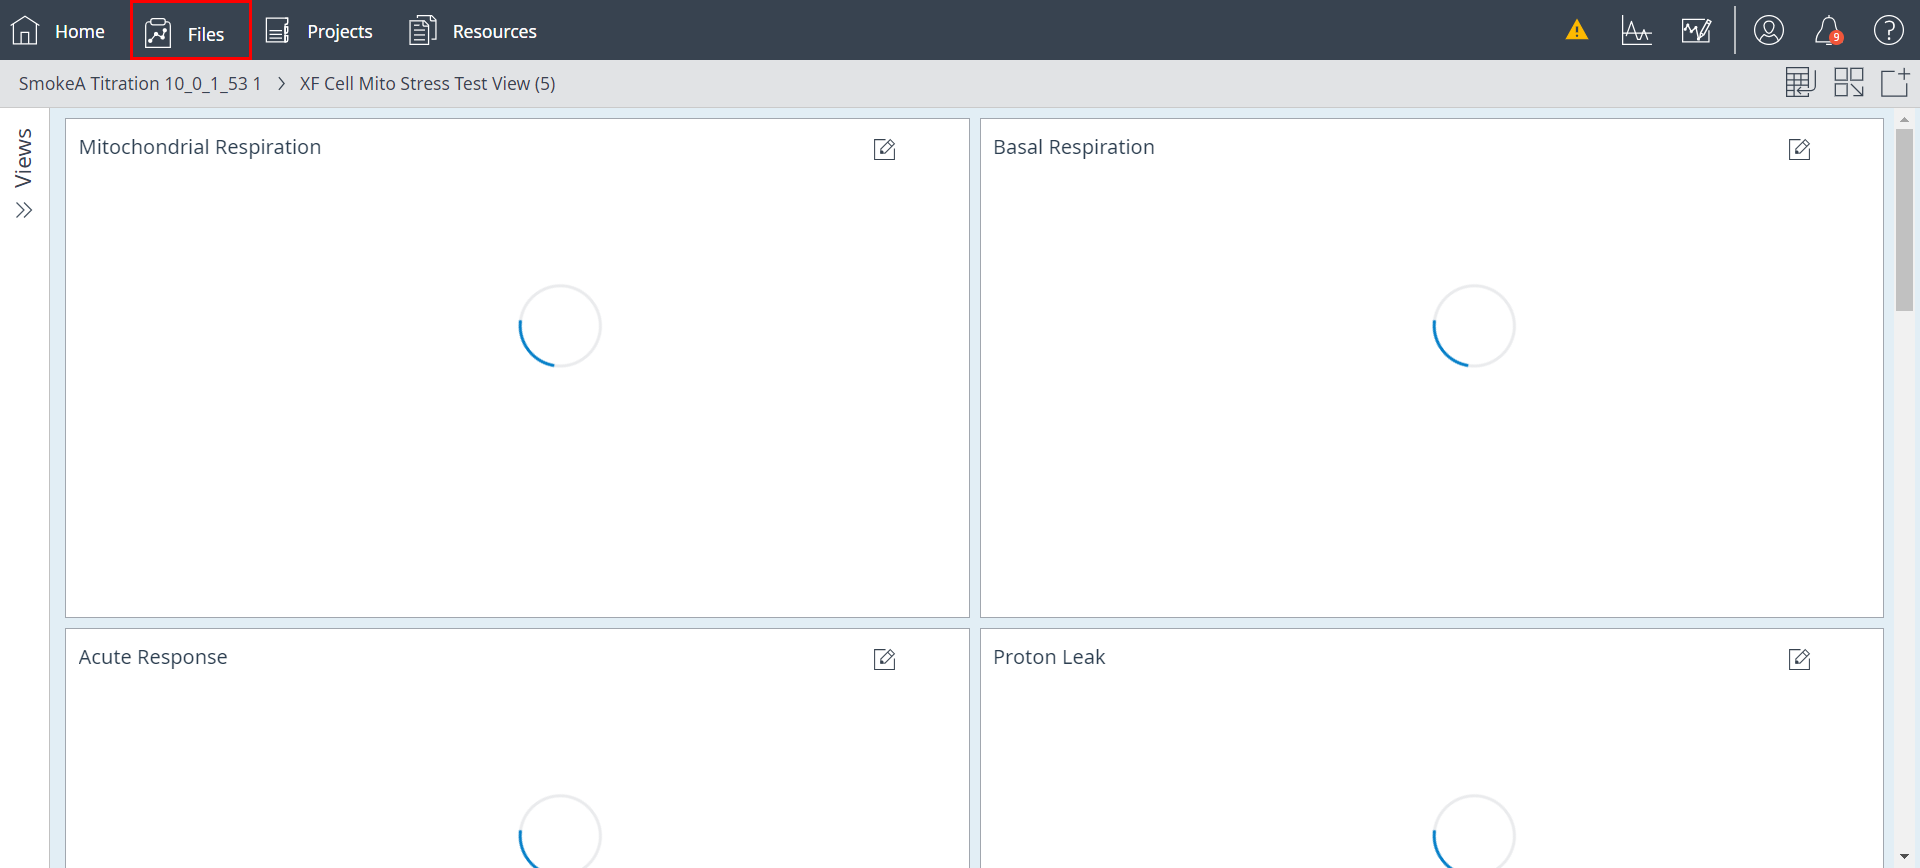 Home Files Projects Resources 9
SmokeA Titration 10_0_1_53 1 XF Cell Mito Stress Test View (5)
Views
Mitochondrial Respiration
Basal Respiration
Acute Response
Proton Leak